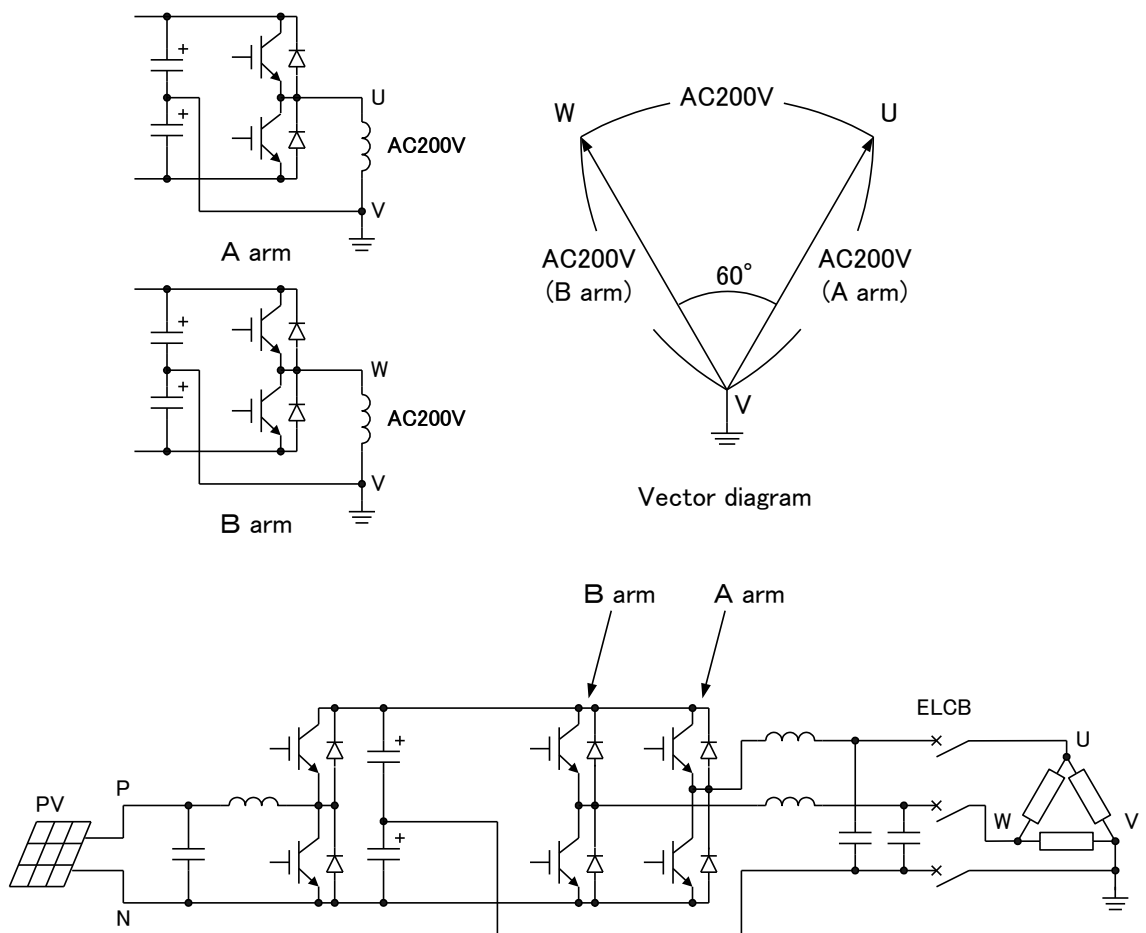 +
+
U
AC200V
V
A arm
+
+
W
AC200V
V
B arm
W
AC200V
U
AC200V
(B arm)
60°
AC200V
(A arm)
V
Vector diagram
B arm
A arm
ELCB
U
+
P
PV
W
V
+
N